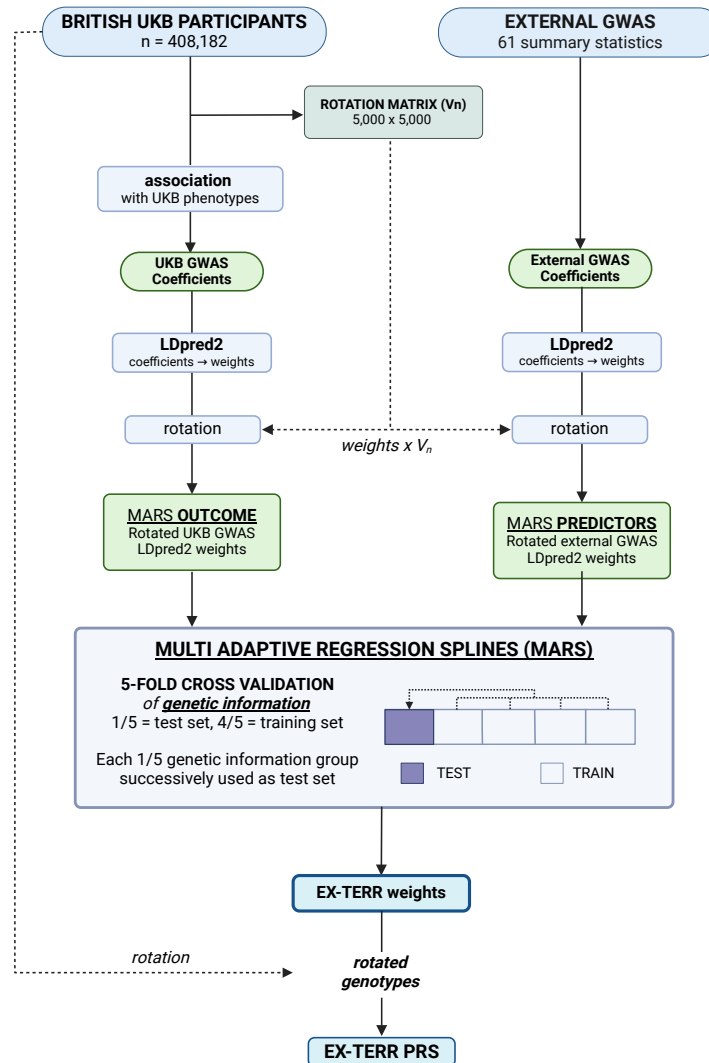 BRITISH UKB PARTICIPANTS
n = 408,182
EXTERNAL GWAS
61 summary statistics
ROTATION MATRIX (Vn)
5,000 x 5,000
association
with UKB phenotypes
UKB GWAS
Coefficients
External GWAS
Coefficients
LDpred2
coefficients → weights
LDpred2
coefficients → weights
rotation
weights x Vn
rotation
MARS OUTCOME
Rotated UKB GWAS
LDpred2 weights
MARS PREDICTORS
Rotated external GWAS
LDpred2 weights
MULTI ADAPTIVE REGRESSION SPLINES (MARS)
5-FOLD CROSS VALIDATION
of genetic information
1/5 = test set, 4/5 = training set
Each 1/5 genetic information group
successively used as test set
TEST
TRAIN
EX-TERR weights
rotation
rotated
genotypes
EX-TERR PRS